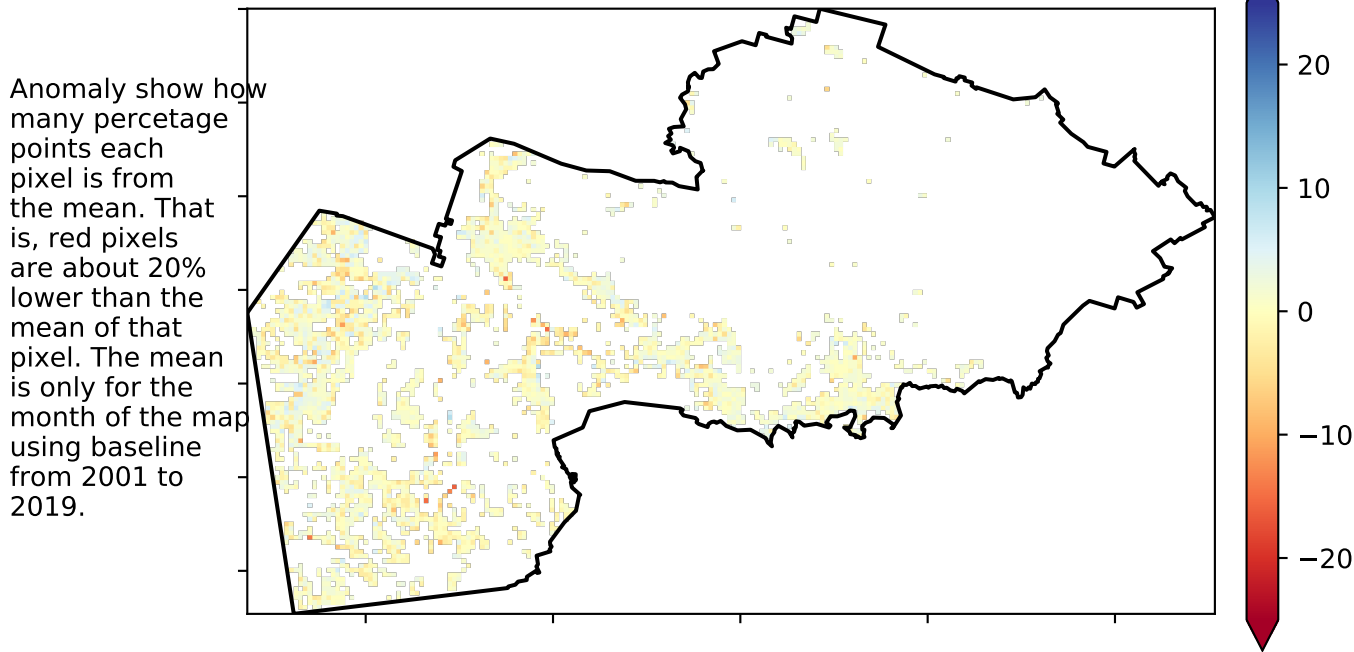 Anomaly show how
many percetage
points each
pixel is from
the mean. That
is, red pixels
are about 20%
lower than the
mean of that
pixel. The mean
is only for the
month of the map
using baseline
from 2001 to
2019.
20
10
0
−10
−20